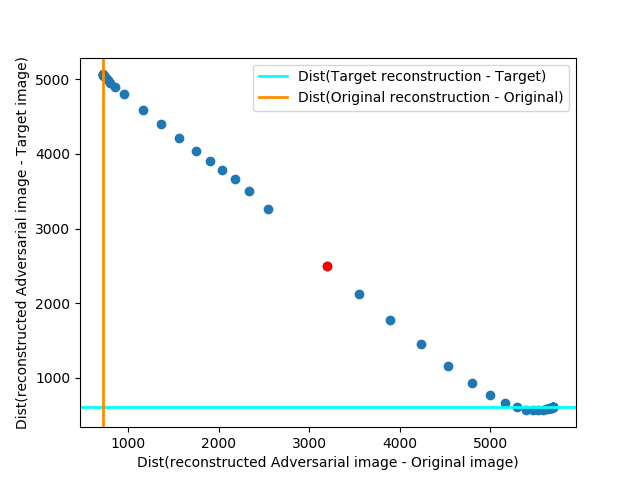 Dist(Target reconstruction - Target)
Dist(Original reconstruction - Original)
Dist(reconstructed Adversarial image - Target image)
5000
4000
3000
2000
1000
1000 2000 3000 4000 5000
Dist(reconstructed Adversarial image - Original image)